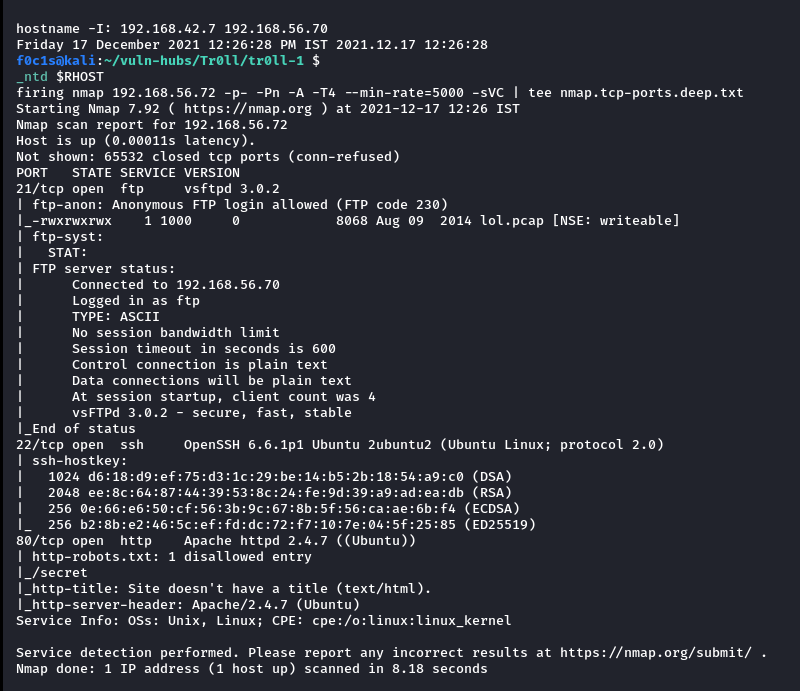 hostname -I: 192.168.42.7 192.168.56.70
Friday 17 December 2021 12:26:28 PM IST 2021.12.17 12:26:28
f0c1s@kali:~/vuln-hubs/Tr0ll/tr0ll-1 $
_ntd $RHOST
firing nmap 192.168.56.72 -p- -Pn -A -T4 --min-rate=5000 -sVC | tee nmap.tcp-ports.deep.txt
Starting Nmap 7.92 ( https://nmap.org ) at 2021-12-17 12:26 IST
Nmap scan report for 192.168.56.72
Host is up (0.00011s latency).
Not shown: 65532 closed tcp ports (conn-refused)
PORT   STATE SERVICE VERSION
21/tcp open  ftp     vsftpd 3.0.2
| ftp-anon: Anonymous FTP login allowed (FTP code 230)
|_-rwxrwxrwx    1 1000     0            8068 Aug 09  2014 lol.pcap [NSE: writeable]
| ftp-syst:
|   STAT:
| FTP server status:
|      Connected to 192.168.56.70
|      Logged in as ftp
|      TYPE: ASCII
|      No session bandwidth limit
|      Session timeout in seconds is 600
|      Control connection is plain text
|      Data connections will be plain text
|      At session startup, client count was 4
|      vsFTPd 3.0.2 - secure, fast, stable
|_End of status
22/tcp open  ssh     OpenSSH 6.6.1p1 Ubuntu 2ubuntu2 (Ubuntu Linux; protocol 2.0)
| ssh-hostkey:
|   1024 d6:18:d9:ef:75:d3:1c:29:be:14:b5:2b:18:54:a9:c0 (DSA)
|   2048 ee:8c:64:87:44:39:53:8c:24:fe:9d:39:a9:ad:ea:db (RSA)
|   256 0e:66:e6:50:cf:56:3b:9c:67:8b:5f:56:ca:ae:6b:f4 (ECDSA)
|_  256 b2:8b:e2:46:5c:ef:fd:dc:72:f7:10:7e:04:5f:25:85 (ED25519)
80/tcp open  http    Apache httpd 2.4.7 ((Ubuntu))
| http-robots.txt: 1 disallowed entry
|_/secret
|_http-title: Site doesn't have a title (text/html).
|_http-server-header: Apache/2.4.7 (Ubuntu)
Service Info: OSs: Unix, Linux; CPE: cpe:/o:linux:linux_kernel
Service detection performed. Please report any incorrect results at https://nmap.org/submit/ .
Nmap done: 1 IP address (1 host up) scanned in 8.18 seconds